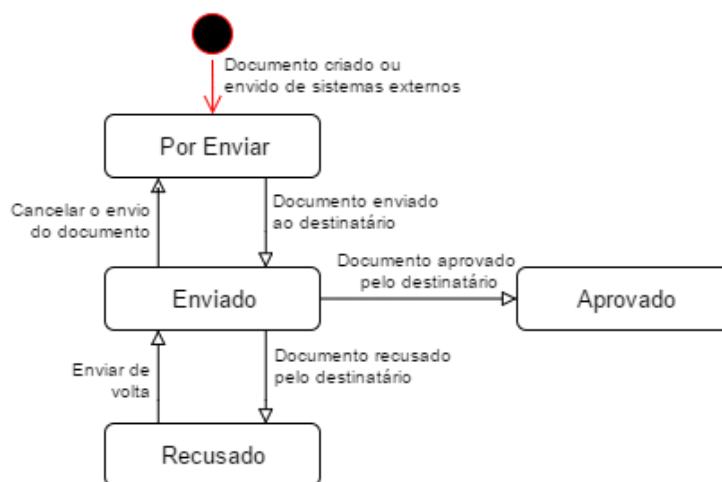 Documento criado ou
envido de sistemas externos
Por Enviar
Cancelar o envio
do documento
Documento enviado
ao destinatário
Documento aprovado
pelo destinatário
Enviado
Aprovado
Enviar de
volta
Documento recusado
pelo destinatário
Recusado